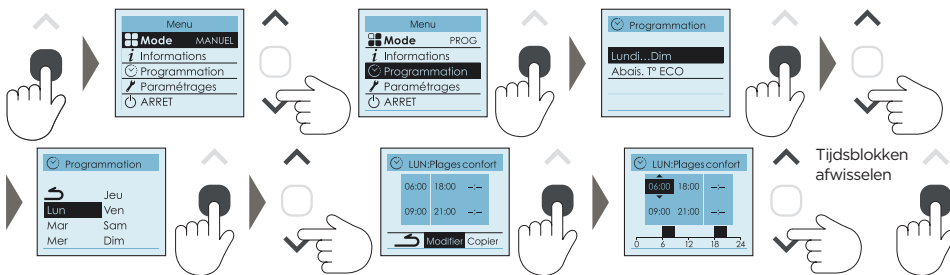 Menu
Mode MANUEL
i Informations
Programmation
Paramétrages
ARRET
Menu
Mode PROG
i Informations
Programmation
Paramétrages
ARRET
Programmation
Lundi...Dim
Abais. T° ECO
Programmation
Jeu
Lun Ven
Mar Sam
Mer Dim
LUN:Plages confort
06:00 18:00 --:--
09:00 21:00 --:--
Modifier Copier
LUN:Plages confort
06:00 18:00 --:--
09:00 21:00 --:--
0 6 12 18 24
Tijdsblokken
afwisselen